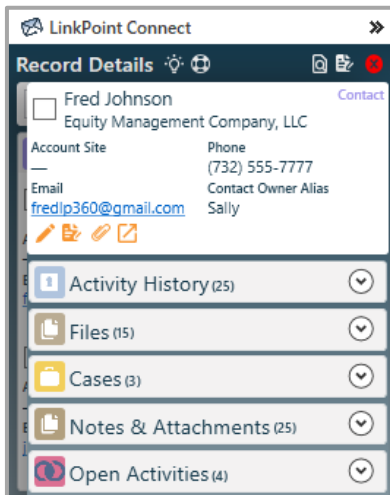 LinkPoint Connect
Record Details
Fred Johnson Contact
Equity Management Company, LLC
Account Site Phone
— (732) 555-7777
Email Contact Owner Alias
fredlp360@gmail.com Sally
Activity History (25)
Files (15)
Cases (3)
Notes & Attachments (25)
Open Activities (4)